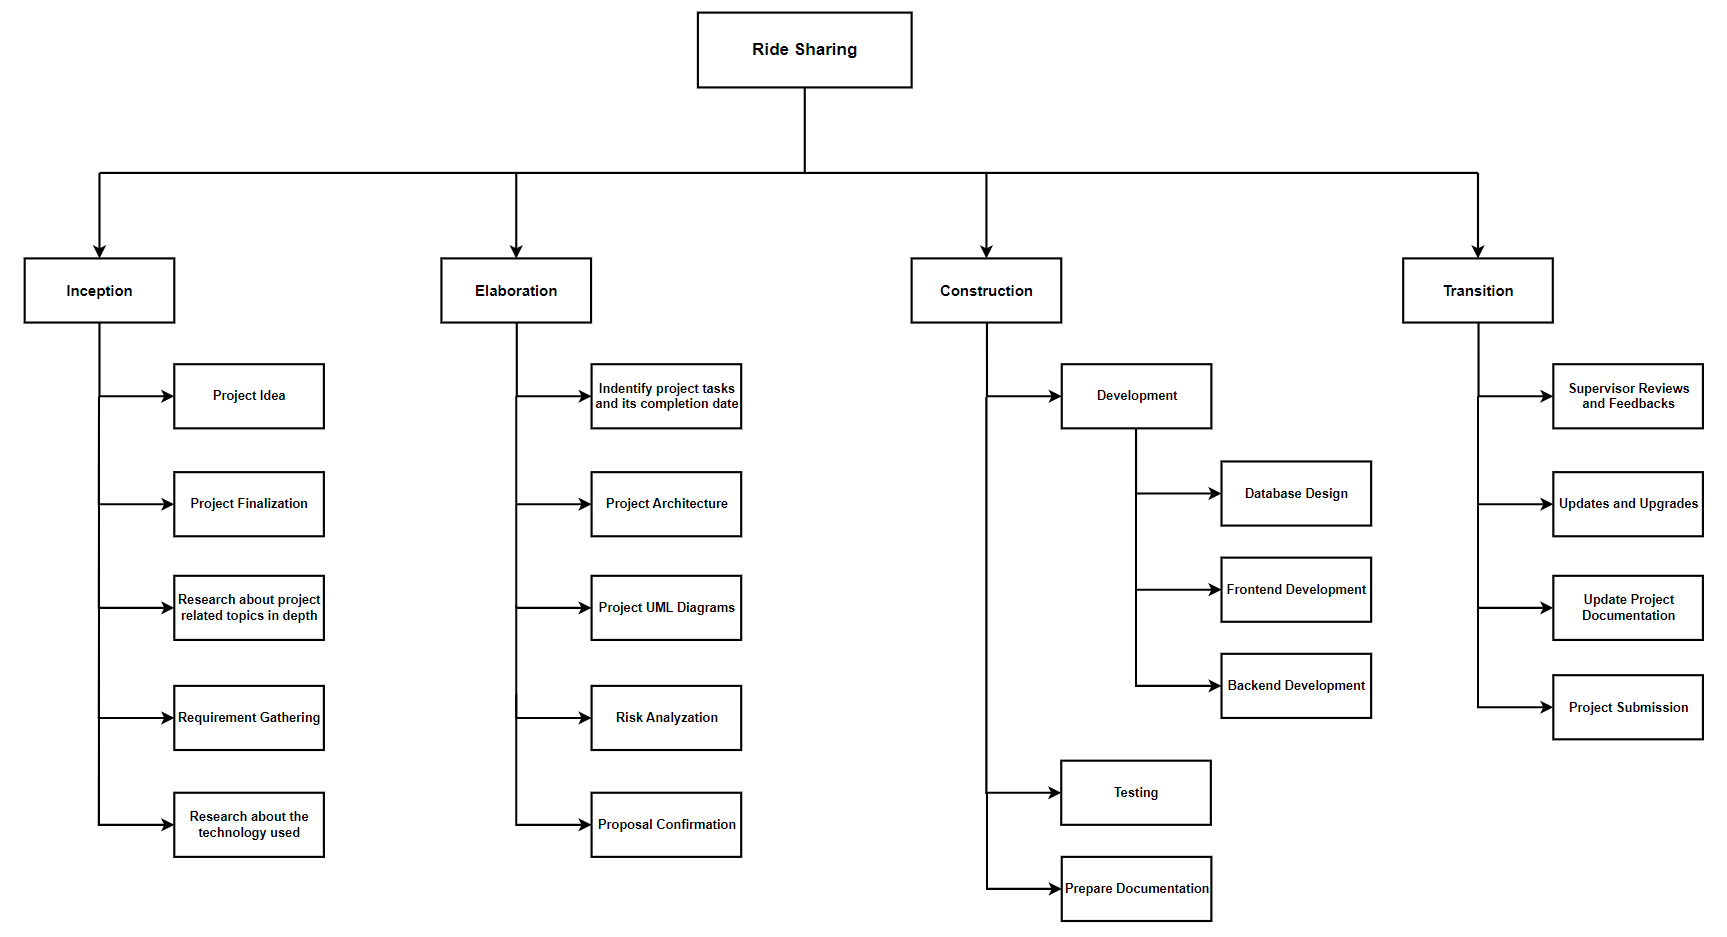 Ride Sharing
Inception
Elaboration
Construction
Transition
Project Idea
Project Finalization
Research about project
related topics in depth
Requirement Gathering
Research about the
technology used
Indentify project tasks
and its completion date
Project Architecture
Project UML Diagrams
Risk Analyzation
Proposal Confirmation
Development
Database Design
Frontend Development
Backend Development
Testing
Prepare Documentation
Supervisor Reviews
and Feedbacks
Updates and Upgrades
Update Project
Documentation
Project Submission